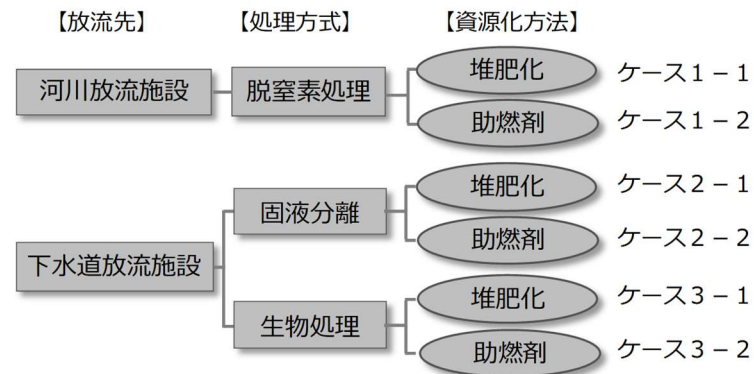 【放流先】 【処理方式】 【資源化方法】
河川放流施設 脱窒素処理 堆肥化 ケース1－1
助燃剤 ケース1－2
下水道放流施設 固液分離 堆肥化 ケース2－1
助燃剤 ケース2－2
生物処理 堆肥化 ケース3－1
助燃剤 ケース3－2